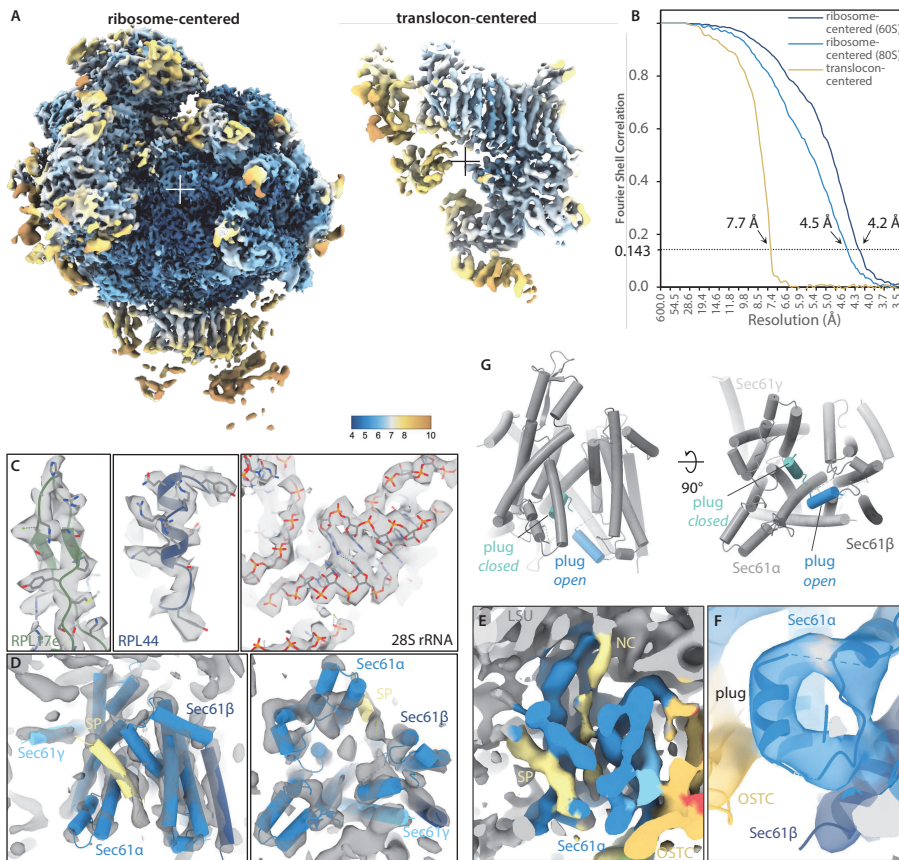 A
ribosome-centered
translocon-centered
4 5 6 7 8 9 10
B
ribosome-
centered (60S)
ribosome-
centered (80S)
translocon-
centered
Fourier Shell Correlation
1.0
0.8
0.6
0.4
0.2
0.143
7.7 Å
4.5 Å
4.2 Å
600.0
54.5
28.6
19.4
14.6
11.8
9.8
8.5
7.4
6.6
5.9
5.4
5.0
4.6
4.3
4.0
3.7
3.5
Resolution (Å)
C
RPL17e
RPL44
28S rRNA
D
SP
Sec61β
Sec61γ
Sec61α
Sec61α
SP
Sec61β
Sec61γ
G
plug
closed
plug
open
90°
Sec61γ
plug
closed
plug
open
Sec61β
Sec61α
E
LSU
NC
SP
Sec61α
OSTC
F
Sec61α
plug
OSTC
Sec61β